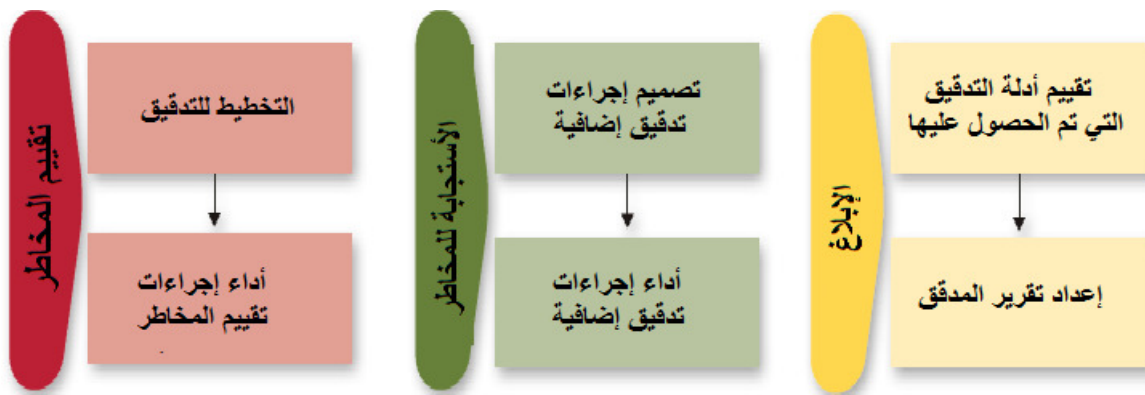 تقييم المخاطر
التخطيط للتدقيق
أداء إجراءات
تقييم المخاطر
الأستجابة للمخاطر
تصميم إجراءات
تدقيق إضافية
أداء إجراءات
تدقيق إضافية
الإبلاغ
تقييم أدلة التدقيق
التي تم الحصول عليها
إعداد تقرير المدقق